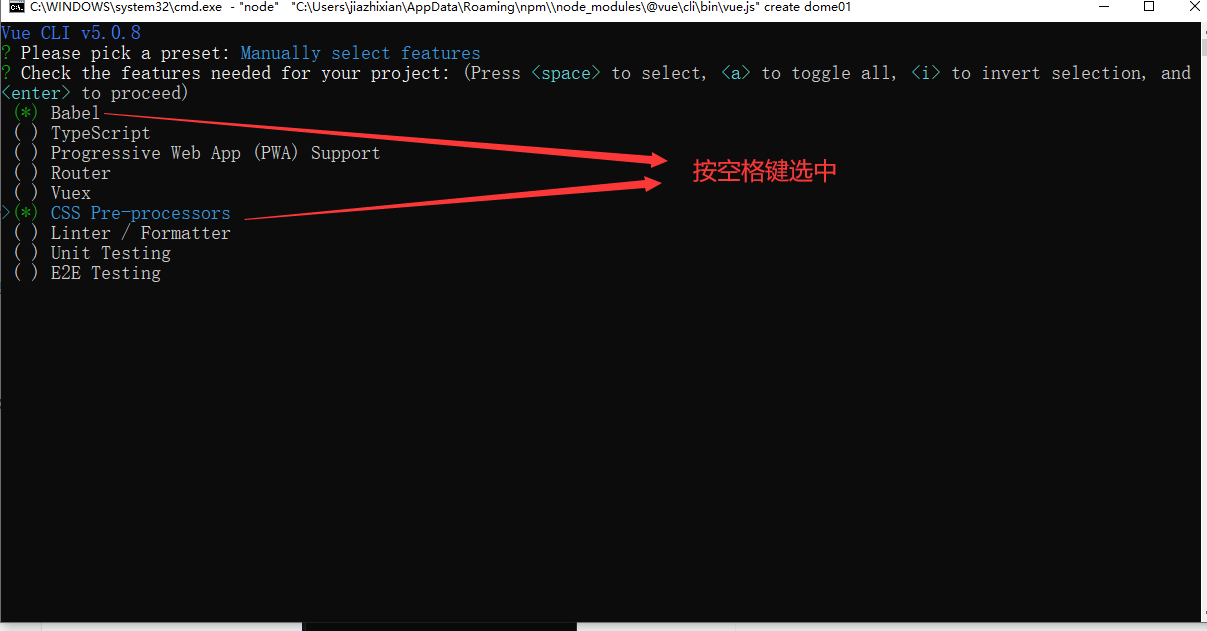 C:\WINDOWS\system32\cmd.exe - "node" "C:\Users\jiazhixian\AppData\Roaming\npm\\node_modules\@vue\cli\bin\vue.js" create dome01
Vue CLI v5.0.8
? Please pick a preset: Manually select features
? Check the features needed for your project: (Press <space> to select, <a> to toggle all, <i> to invert selection, and
<enter> to proceed)
(*) Babel
( ) TypeScript
( ) Progressive Web App (PWA) Support
( ) Router
( ) Vuex
>(*) CSS Pre-processors
( ) Linter / Formatter
( ) Unit Testing
( ) E2E Testing
按空格键选中